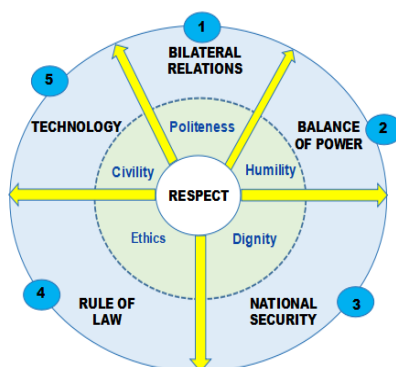 1
BILATERAL
RELATIONS
5
TECHNOLOGY
Politeness
BALANCE
OF POWER
2
Civility
Humility
RESPECT
Ethics
Dignity
4
RULE OF
LAW
NATIONAL
SECURITY
3